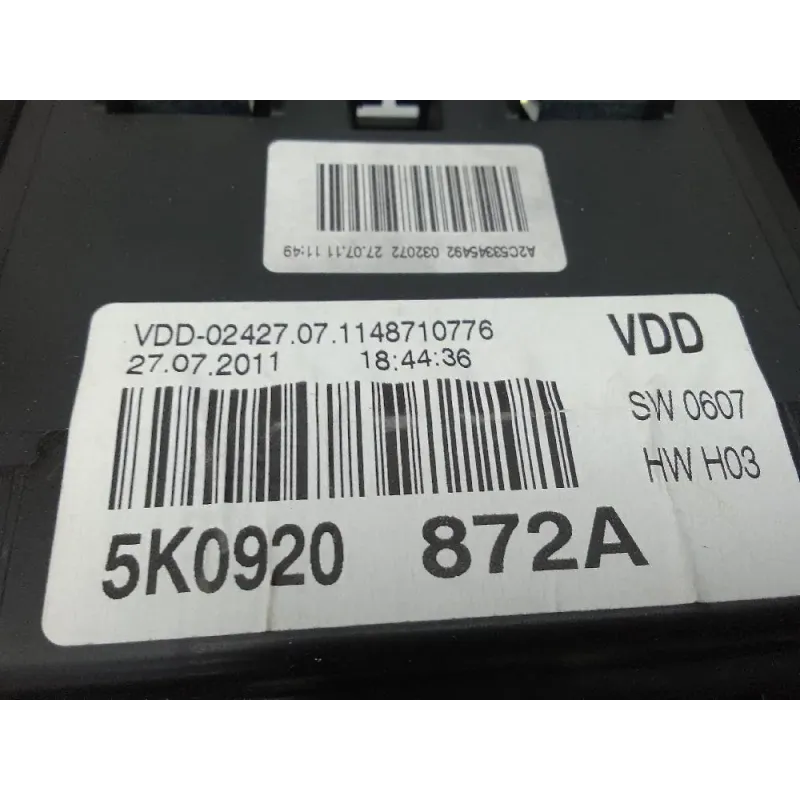 A2C53345492 032072 27.07.11 11:49
VDD-02427.07.1148710776
27.07.2011 18:44:36
VDD
SW 0607
HW H03
5K0920 872A